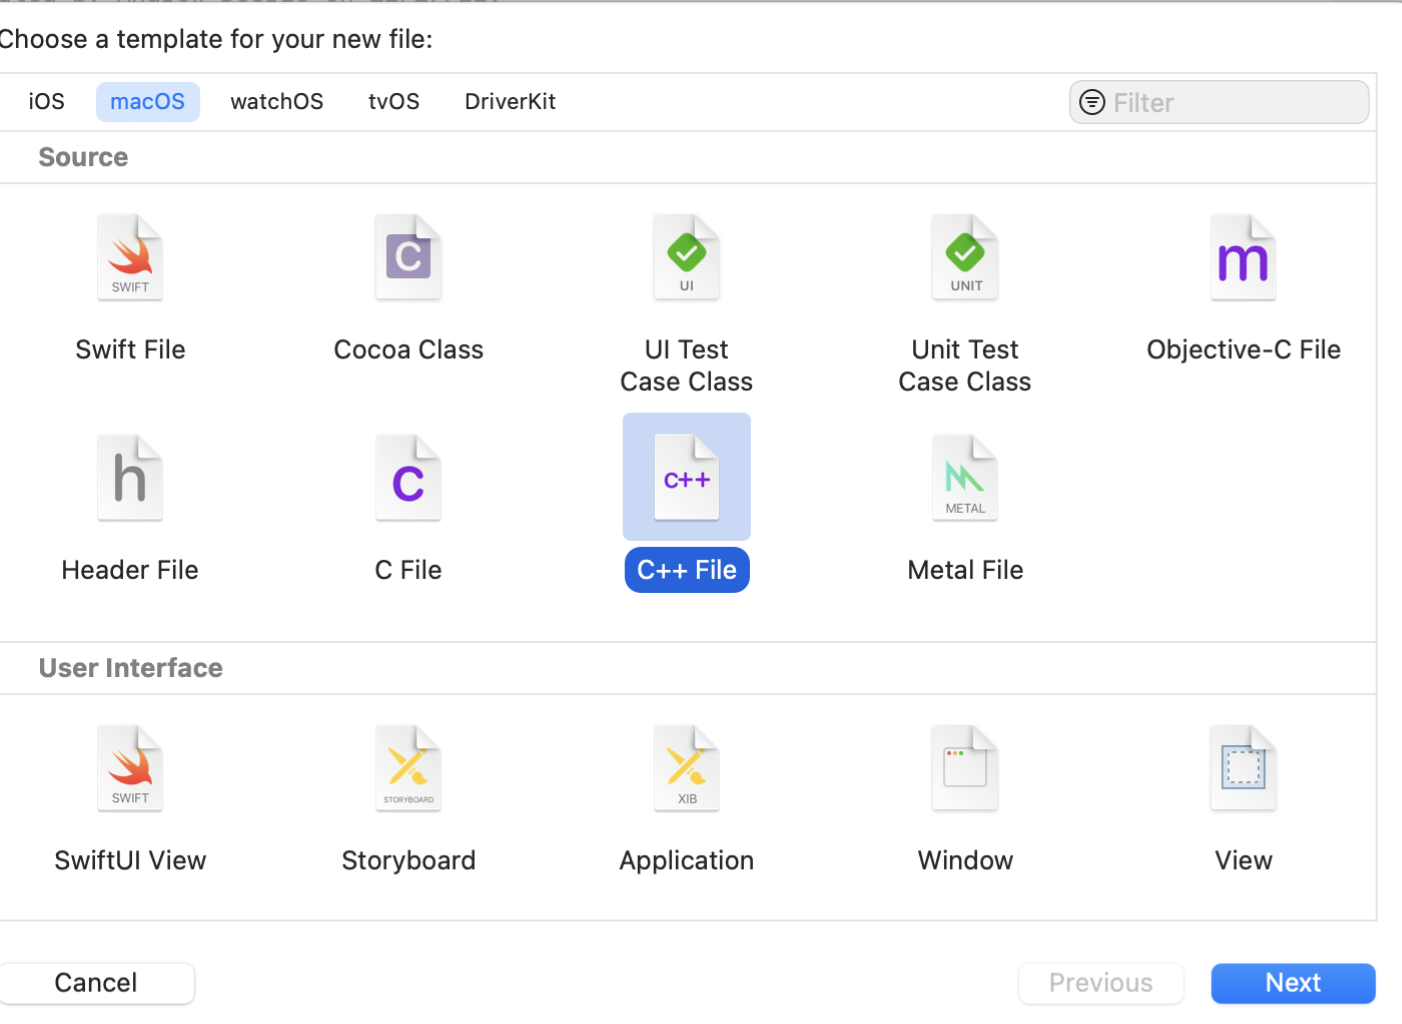 Choose a template for your new file:
iOS macOS watchOS tvOS DriverKit Filter
Source
SWIFT C UI UNIT m
Swift File Cocoa Class UI Test Case Class Unit Test Case Class Objective-C File
h C C++ METAL
Header File C File C++ File Metal File
User Interface
SWIFT STORYBOARD XIB
SwiftUI View Storyboard Application Window View
Cancel Previous Next